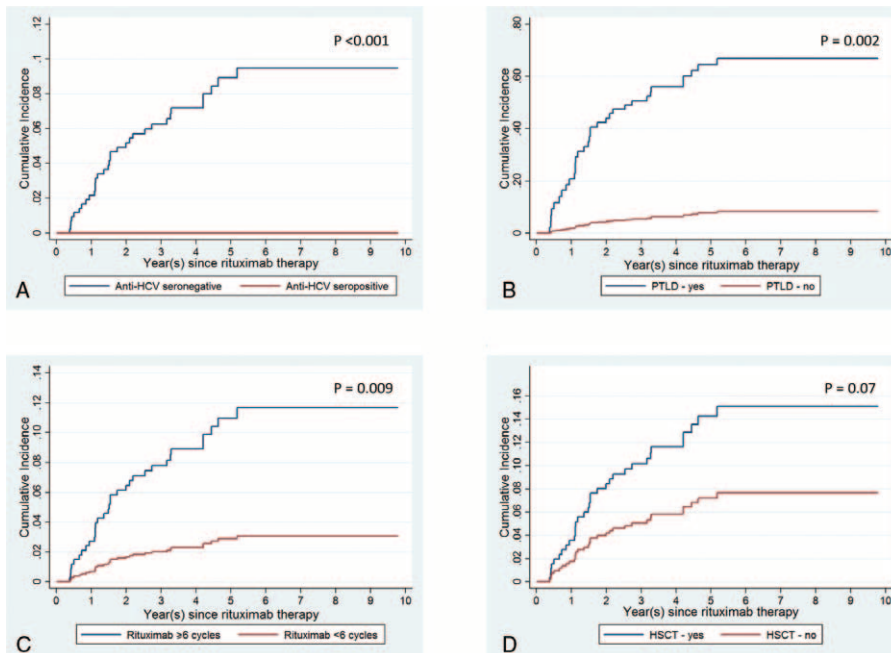 P <0.001
Cumulative Incidence
0 .02 .04 .06 .08 .1 .12
0 1 2 3 4 5 6 7 8 9 10
Year(s) since rituximab therapy
Anti-HCV seronegative Anti-HCV seropositive
A
P = 0.002
Cumulative Incidence
0 .20 .40 .60 .80
0 1 2 3 4 5 6 7 8 9 10
Year(s) since rituximab therapy
PTLD - yes PTLD - no
B
P = 0.009
Cumulative Incidence
0 .02 .04 .06 .08 .10 .12 .14
0 1 2 3 4 5 6 7 8 9 10
Year(s) since rituximab therapy
Rituximab ≥6 cycles Rituximab <6 cycles
C
P = 0.07
Cumulative Incidence
0 .02 .04 .06 .08 .10 .12 .14 .16
0 1 2 3 4 5 6 7 8 9 10
Year(s) since rituximab therapy
HSCT - yes HSCT - no
D